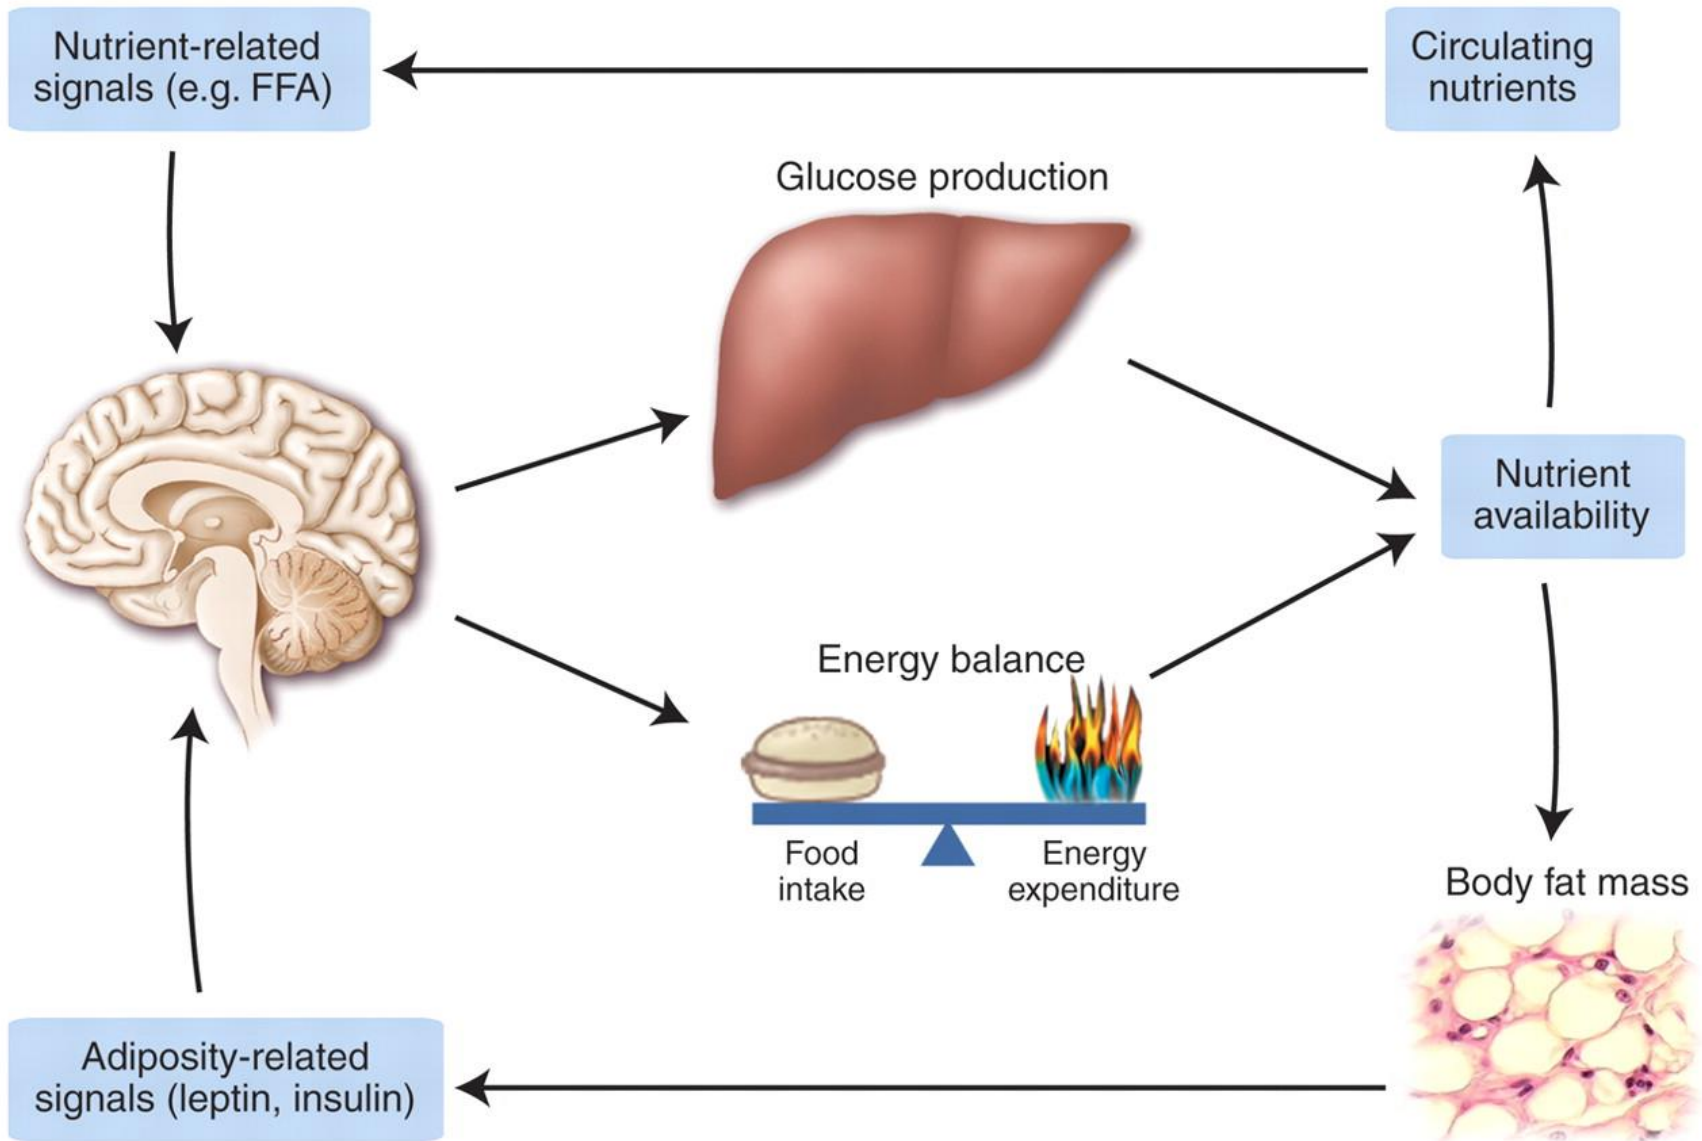 Nutrient-related
signals (e.g. FFA)
Circulating
nutrients
Glucose production
Nutrient
availability
Energy balance
Food
intake
Energy
expenditure
Body fat mass
Adiposity-related
signals (leptin, insulin)